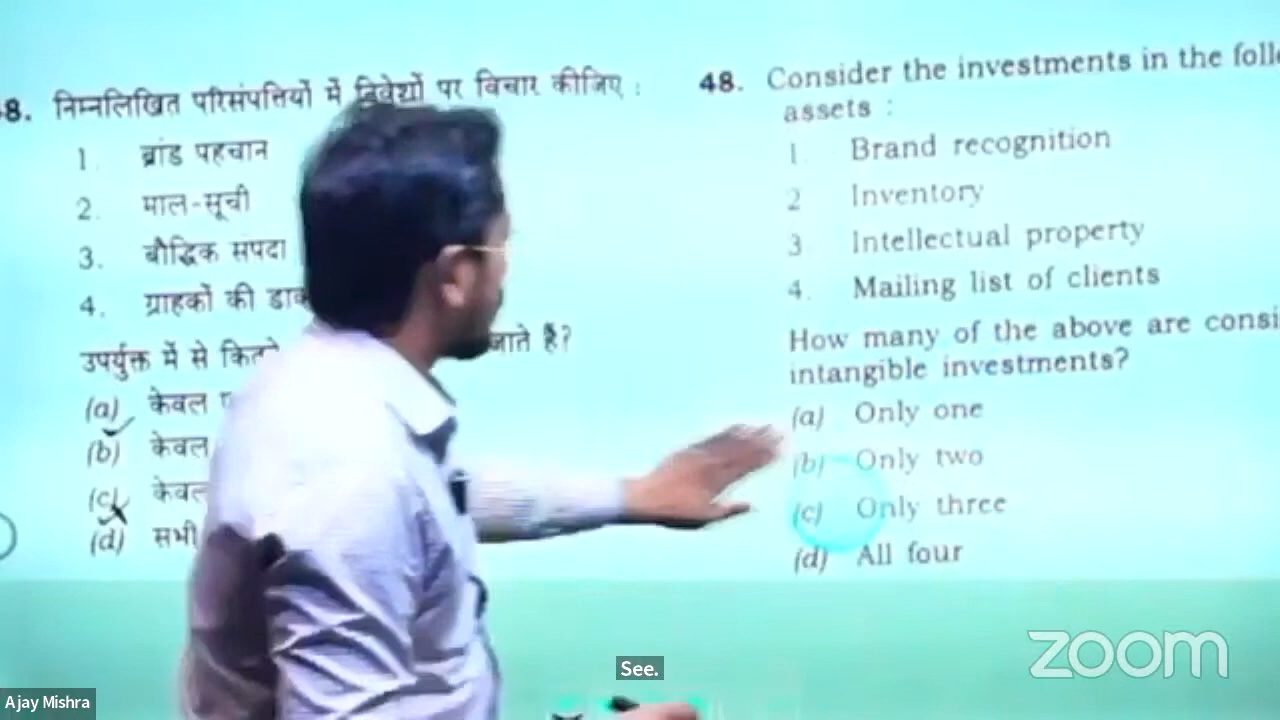 8. निम्नलिखित परिसंपत्तियों में निवेशों पर विचार कीजिए :
1. ब्रांड पहचान
2. माल-सूची
3. बौद्धिक संपदा
4. ग्राहकों की
उपर्युक्त में से जाते हैं?
(a) केवल
(b) केवल
(c) केवल
(d) सभी
48. Consider the investments in the
assets :
1. Brand recognition
2 Inventory
3 Intellectual property
4. Mailing list of clients
How many of the above are
intangible investments?
(a) Only one
(b) Only two
(c) Only three
(d) All four
See.
zoom
Ajay Mishra